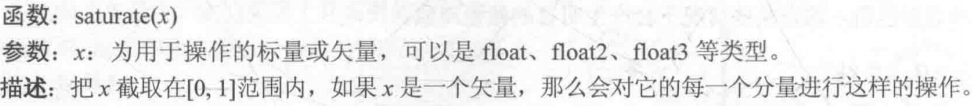 函数：saturate(x)
参数：x：为用于操作的标量或矢量，可以是 float、float2、float3 等类型。
描述：把 x 截取在[0,1]范围内，如果 x 是一个矢量，那么会对它的每一个分量进行这样的操作。